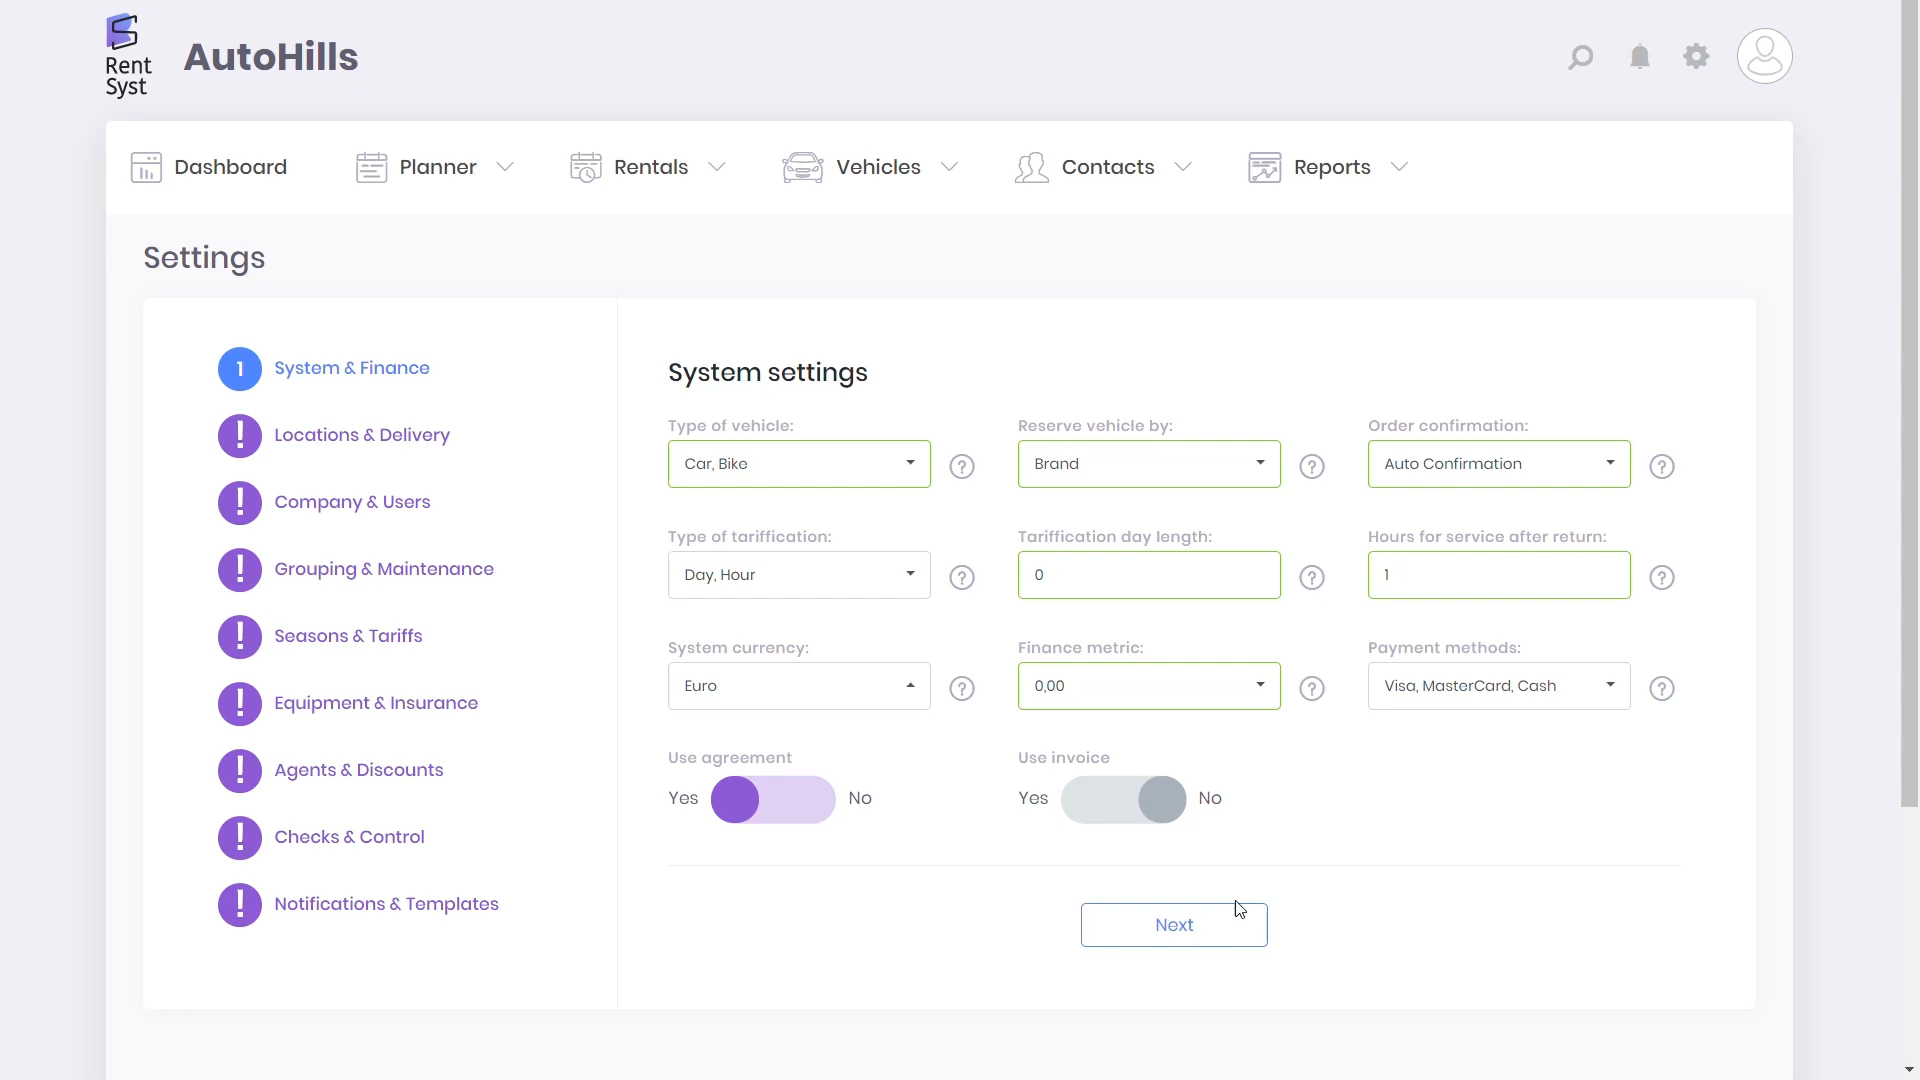 Rent
Syst
AutoHills
Dashboard
Planner
Rentals
Vehicles
Contacts
Reports
Settings
1 System & Finance
! Locations & Delivery
! Company & Users
! Grouping & Maintenance
! Seasons & Tariffs
! Equipment & Insurance
! Agents & Discounts
! Checks & Control
! Notifications & Templates
System settings
Type of vehicle: Reserve vehicle by: Order confirmation:
Car, Bike ? Brand ? Auto Confirmation ?
Type of tariffication: Tariffication day length: Hours for service after return:
Day, Hour ? 0 ? 1 ?
System currency: Finance metric: Payment methods:
Euro ? 0,00 ? Visa, MasterCard, Cash ?
Use agreement Use invoice
Yes No Yes No
Next